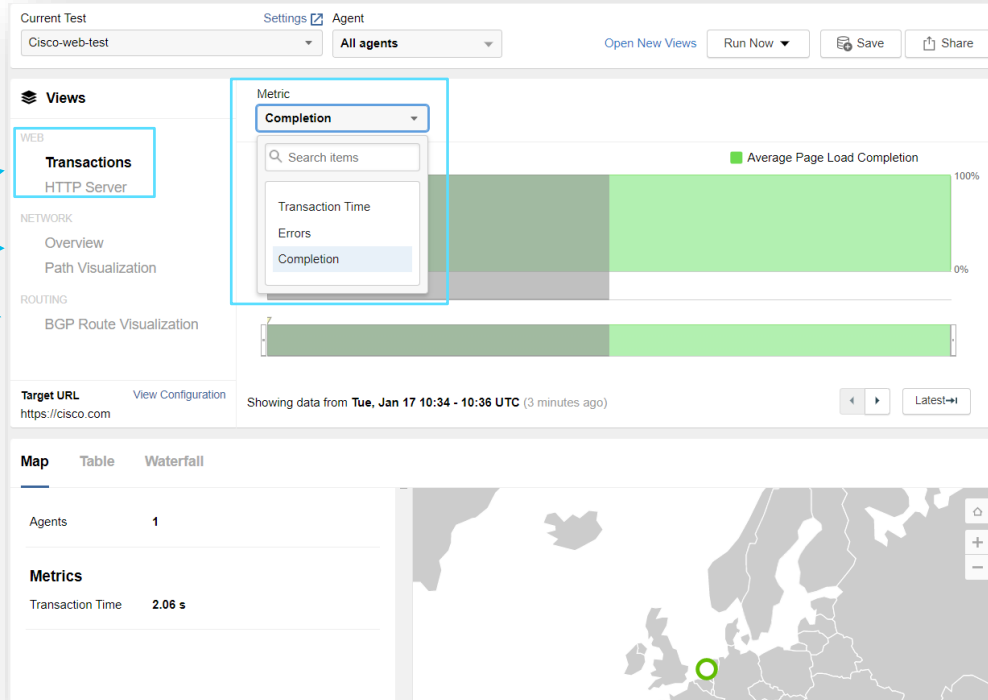 Current Test
Settings
Agent
Cisco-web-test
All agents
Open New Views
Run Now
Save
Share
Views
Metric
Completion
WEB
Transactions
HTTP Server
Search items
Transaction Time
Errors
Completion
Average Page Load Completion
100%
0%
NETWORK
Overview
Path Visualization
ROUTING
BGP Route Visualization
7
Target URL
View Configuration
https://cisco.com
Showing data from Tue, Jan 17 10:34 - 10:36 UTC (3 minutes ago)
Latest
Map
Table
Waterfall
Agents 1
Metrics
Transaction Time 2.06 s